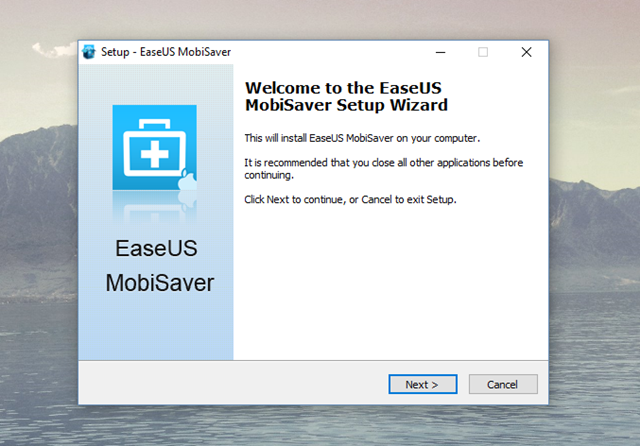 Setup - EaseUS MobiSaver
Welcome to the EaseUS
MobiSaver Setup Wizard
This will install EaseUS MobiSaver on your computer.
It is recommended that you close all other applications before
continuing.
Click Next to continue, or Cancel to exit Setup.
EaseUS
MobiSaver
Next >
Cancel